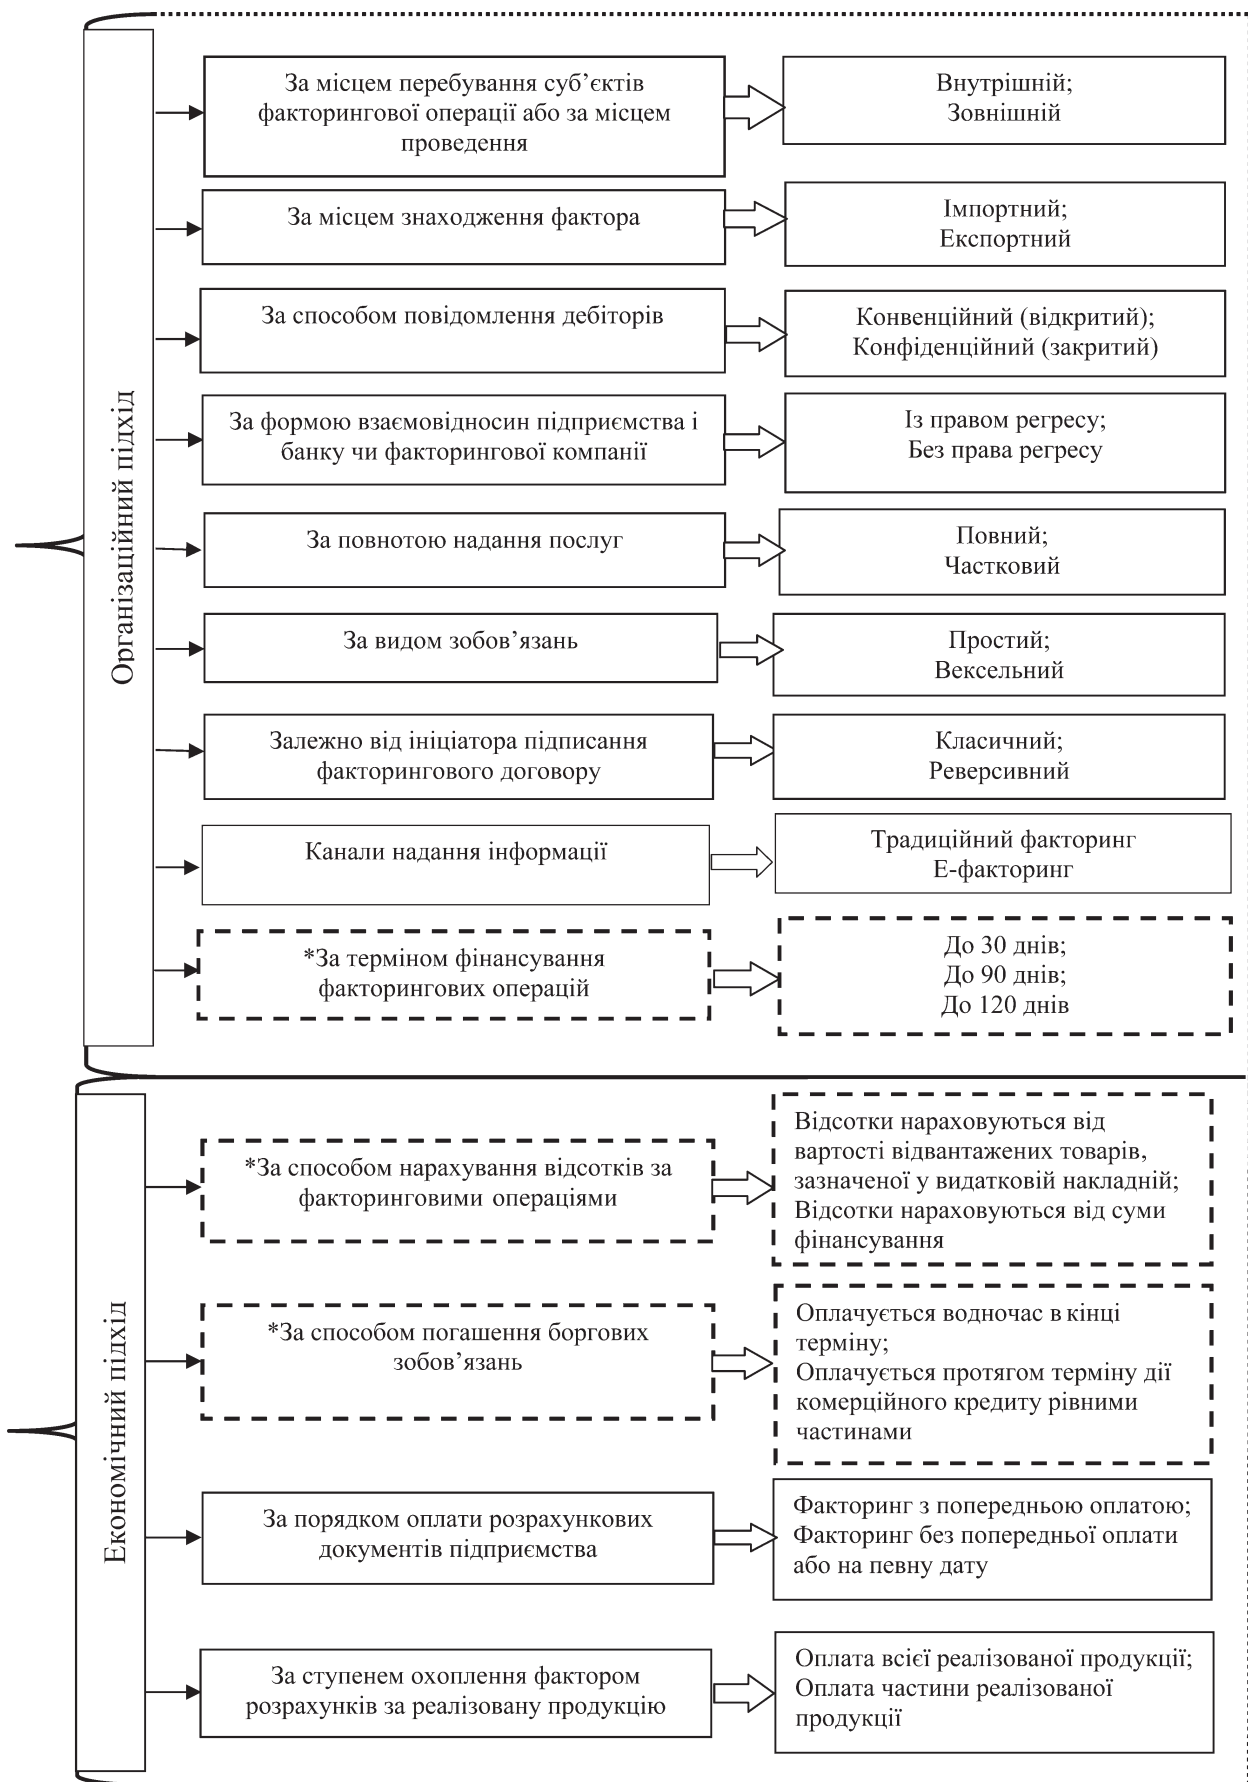 Організаційний підхід
За місцем перебування суб’єктів
факторингової операції або за місцем
проведення
Внутрішній;
Зовнішній
За місцем знаходження фактора
Імпортний;
Експортний
За способом повідомлення дебіторів
Конвенційний (відкритий);
Конфіденційний (закритий)
За формою взаємовідносин підприємства і
банку чи факторингової компанії
Із правом регресу;
Без права регресу
За повнотою надання послуг
Повний;
Частковий
За видом зобов’язань
Простий;
Вексельний
Залежно від ініціатора підписання
факторингового договору
Класичний;
Реверсивний
Канали надання інформації
Традиційний факторинг
Е-факторинг
*За терміном фінансування
факторингових операцій
До 30 днів;
До 90 днів;
До 120 днів
Економічний підхід
*За способом нарахування відсотків за
факторинговими операціями
Відсотки нараховуються від
вартості відвантажених товарів,
зазначеної у видатковій накладній;
Відсотки нараховуються від суми
фінансування
*За способом погашення боргових
зобов’язань
Оплачується водночас в кінці
терміну;
Оплачується протягом терміну дії
комерційного кредиту рівними
частинами
За порядком оплати розрахункових
документів підприємства
Факторинг з попередньою оплатою;
Факторинг без попередньої оплати
або на певну дату
За ступенем охоплення фактором
розрахунків за реалізовану продукцію
Оплата всієї реалізованої продукції;
Оплата частини реалізованої
продукції